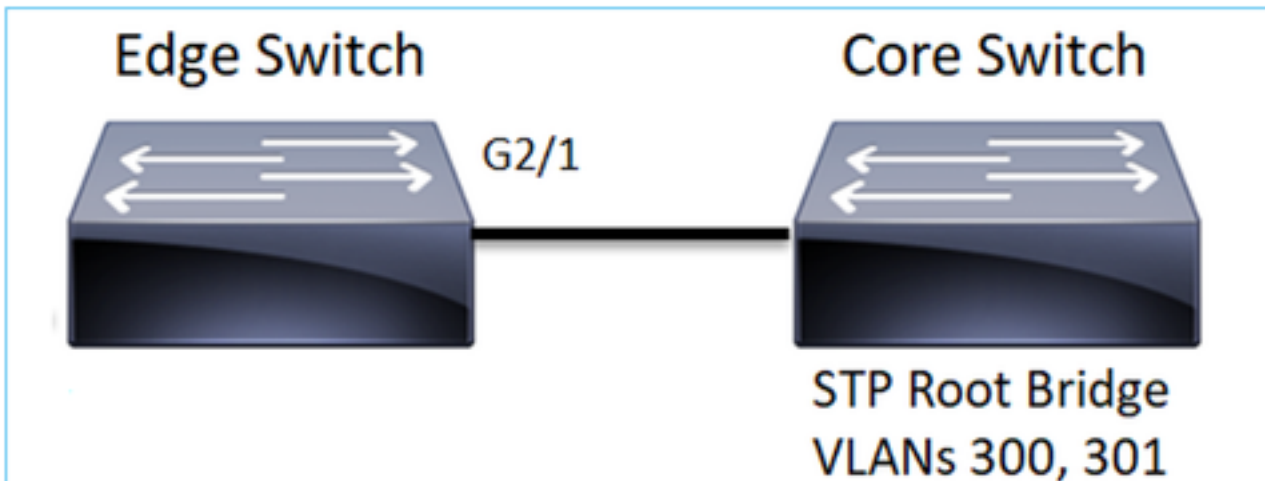 Edge Switch
Core Switch
G2/1
STP Root Bridge
VLANs 300, 301